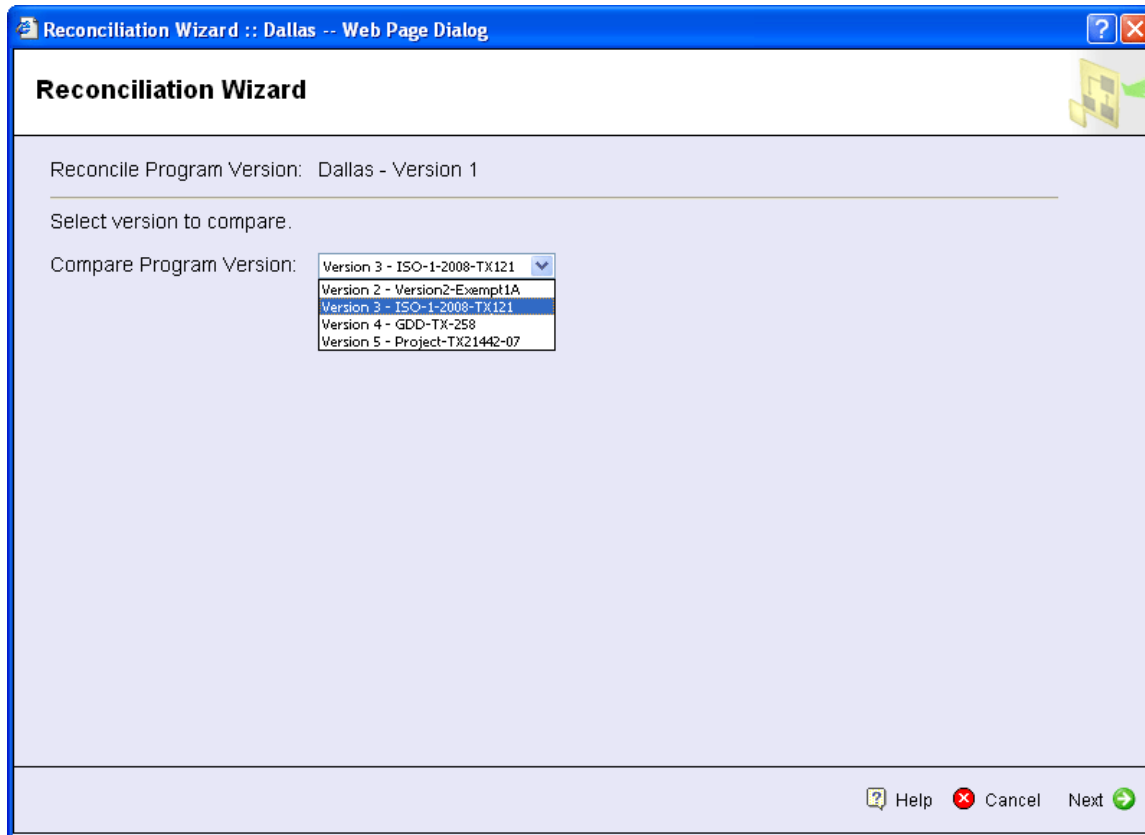 Reconciliation Wizard :: Dallas -- Web Page Dialog
Reconciliation Wizard
Reconcile Program Version: Dallas - Version 1
Select version to compare.
Compare Program Version: Version 3 - ISO-1-2008-TX121
Version 2 - Version2-Exempt1A
Version 3 - ISO-1-2008-TX121
Version 4 - GDD-TX-258
Version 5 - Project-TX21442-07
Help Cancel Next